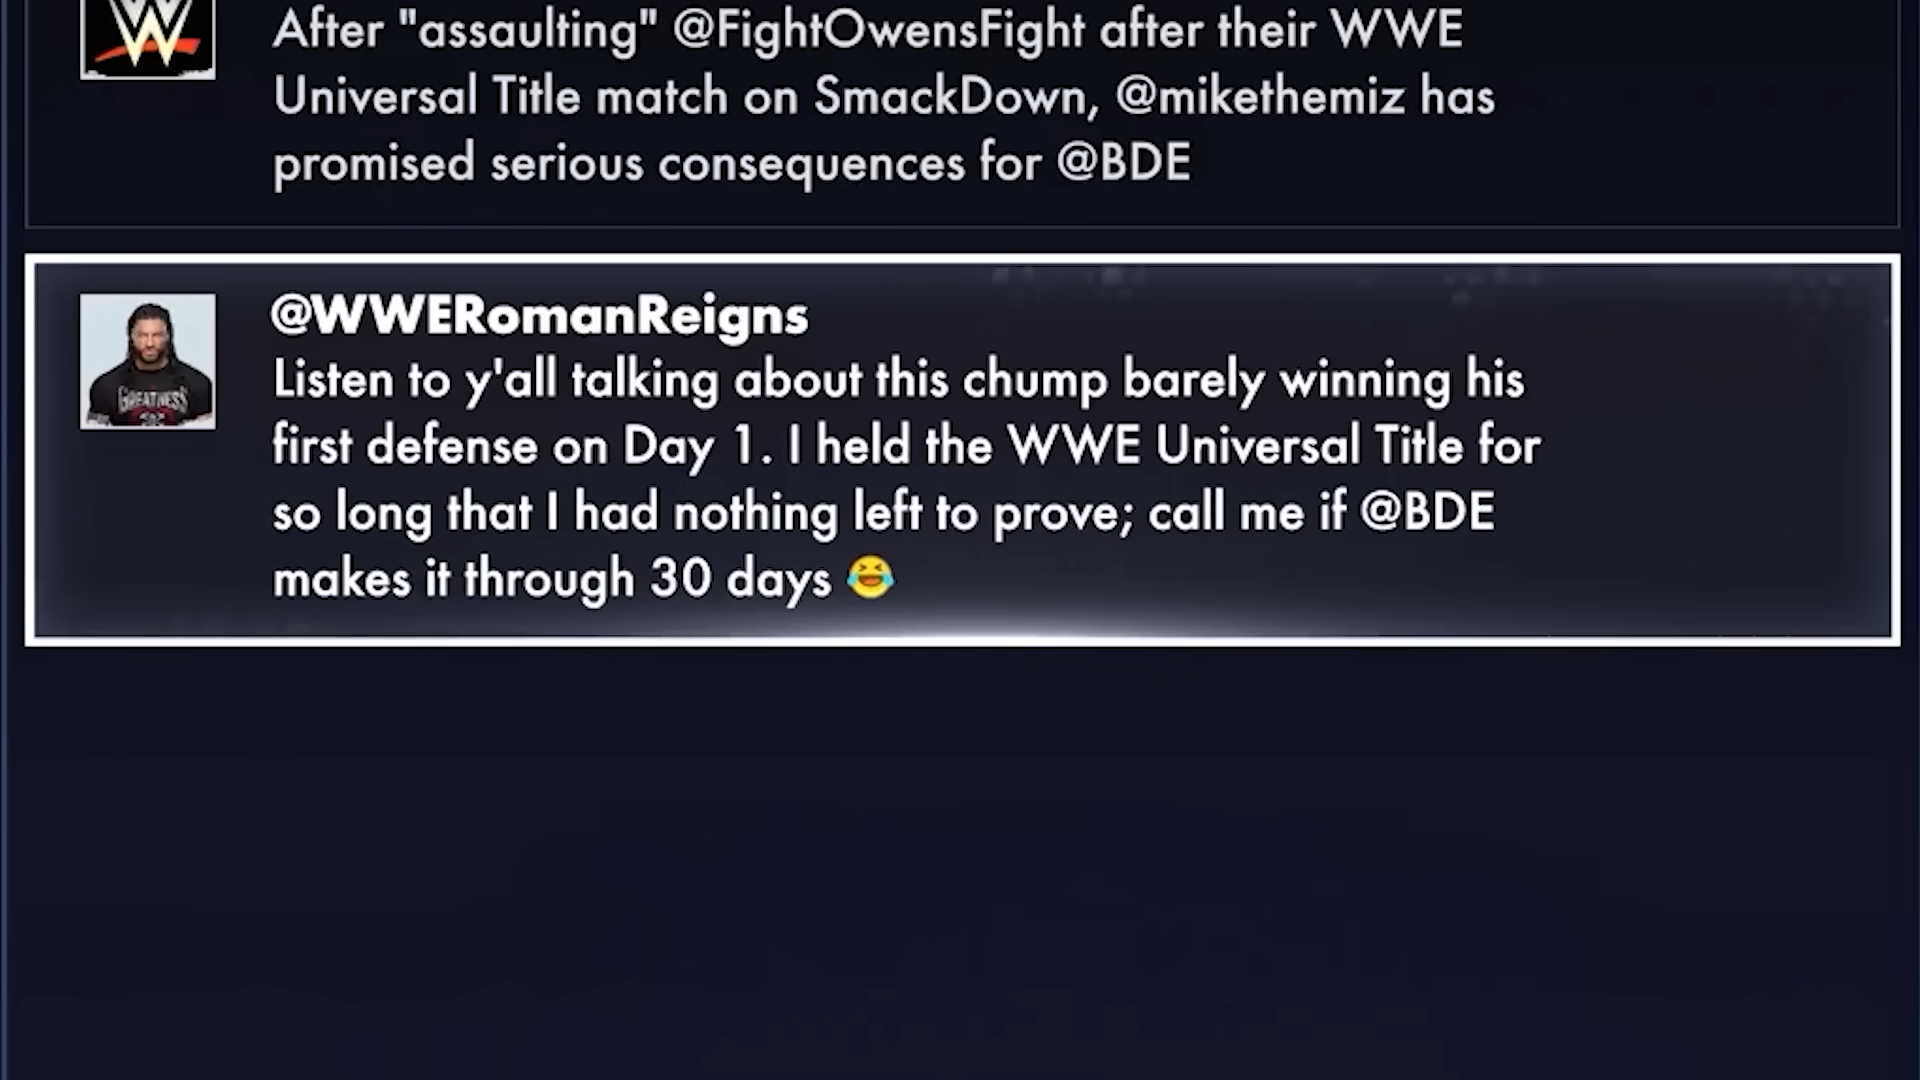 W
After "assaulting" @FightOwensFight after their WWE
Universal Title match on SmackDown, @mikethemiz has
promised serious consequences for @BDE
@WWERomanReigns
Listen to y'all talking about this chump barely winning his
first defense on Day 1. I held the WWE Universal Title for
so long that I had nothing left to prove; call me if @BDE
makes it through 30 days 😆
GREATNESS